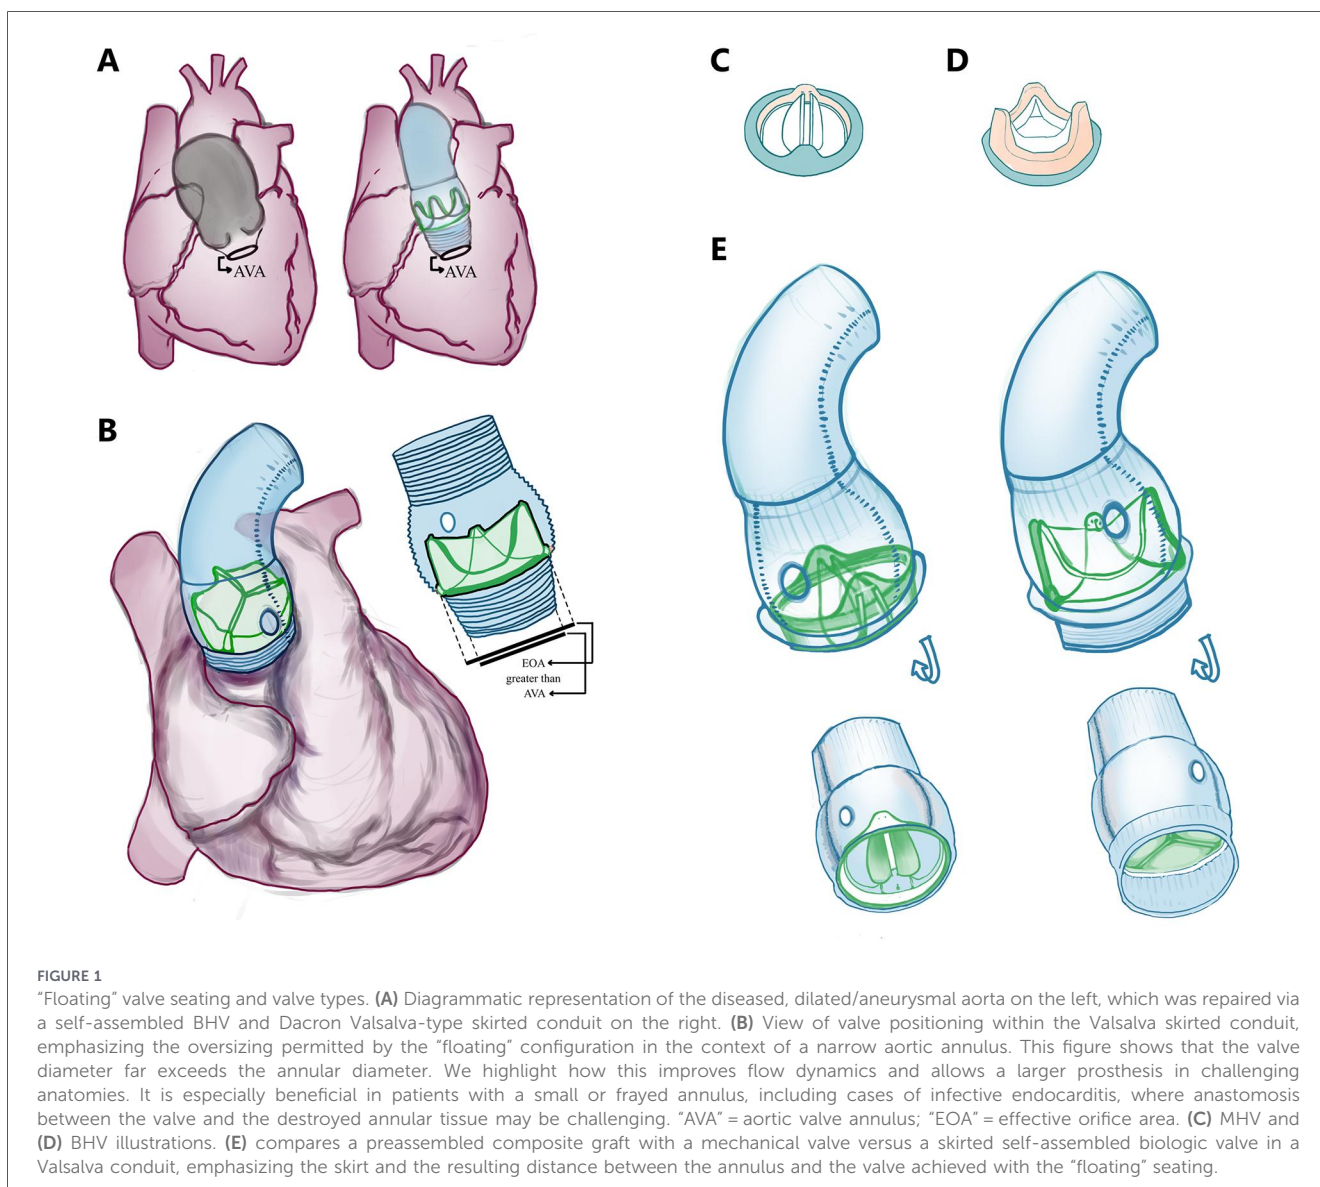 A
C
D
AVA
AVA
E
B
EOA
greater than
AVA
FIGURE 1
“Floating” valve seating and valve types. (A) Diagrammatic representation of the diseased, dilated/aneurysmal aorta on the left, which was repaired via
a self-assembled BHV and Dacron Valsalva-type skirted conduit on the right. (B) View of valve positioning within the Valsalva skirted conduit,
emphasizing the oversizing permitted by the “floating” configuration in the context of a narrow aortic annulus. This figure shows that the valve
diameter far exceeds the annular diameter. We highlight how this improves flow dynamics and allows a larger prosthesis in challenging
anatomies. It is especially beneficial in patients with a small or frayed annulus, including cases of infective endocarditis, where anastomosis
between the valve and the destroyed annular tissue may be challenging. “AVA” = aortic valve annulus; “EOA” = effective orifice area. (C) MHV and
(D) BHV illustrations. (E) compares a preassembled composite graft with a mechanical valve versus a skirted self-assembled biologic valve in a
Valsalva conduit, emphasizing the skirt and the resulting distance between the annulus and the valve achieved with the “floating” seating.